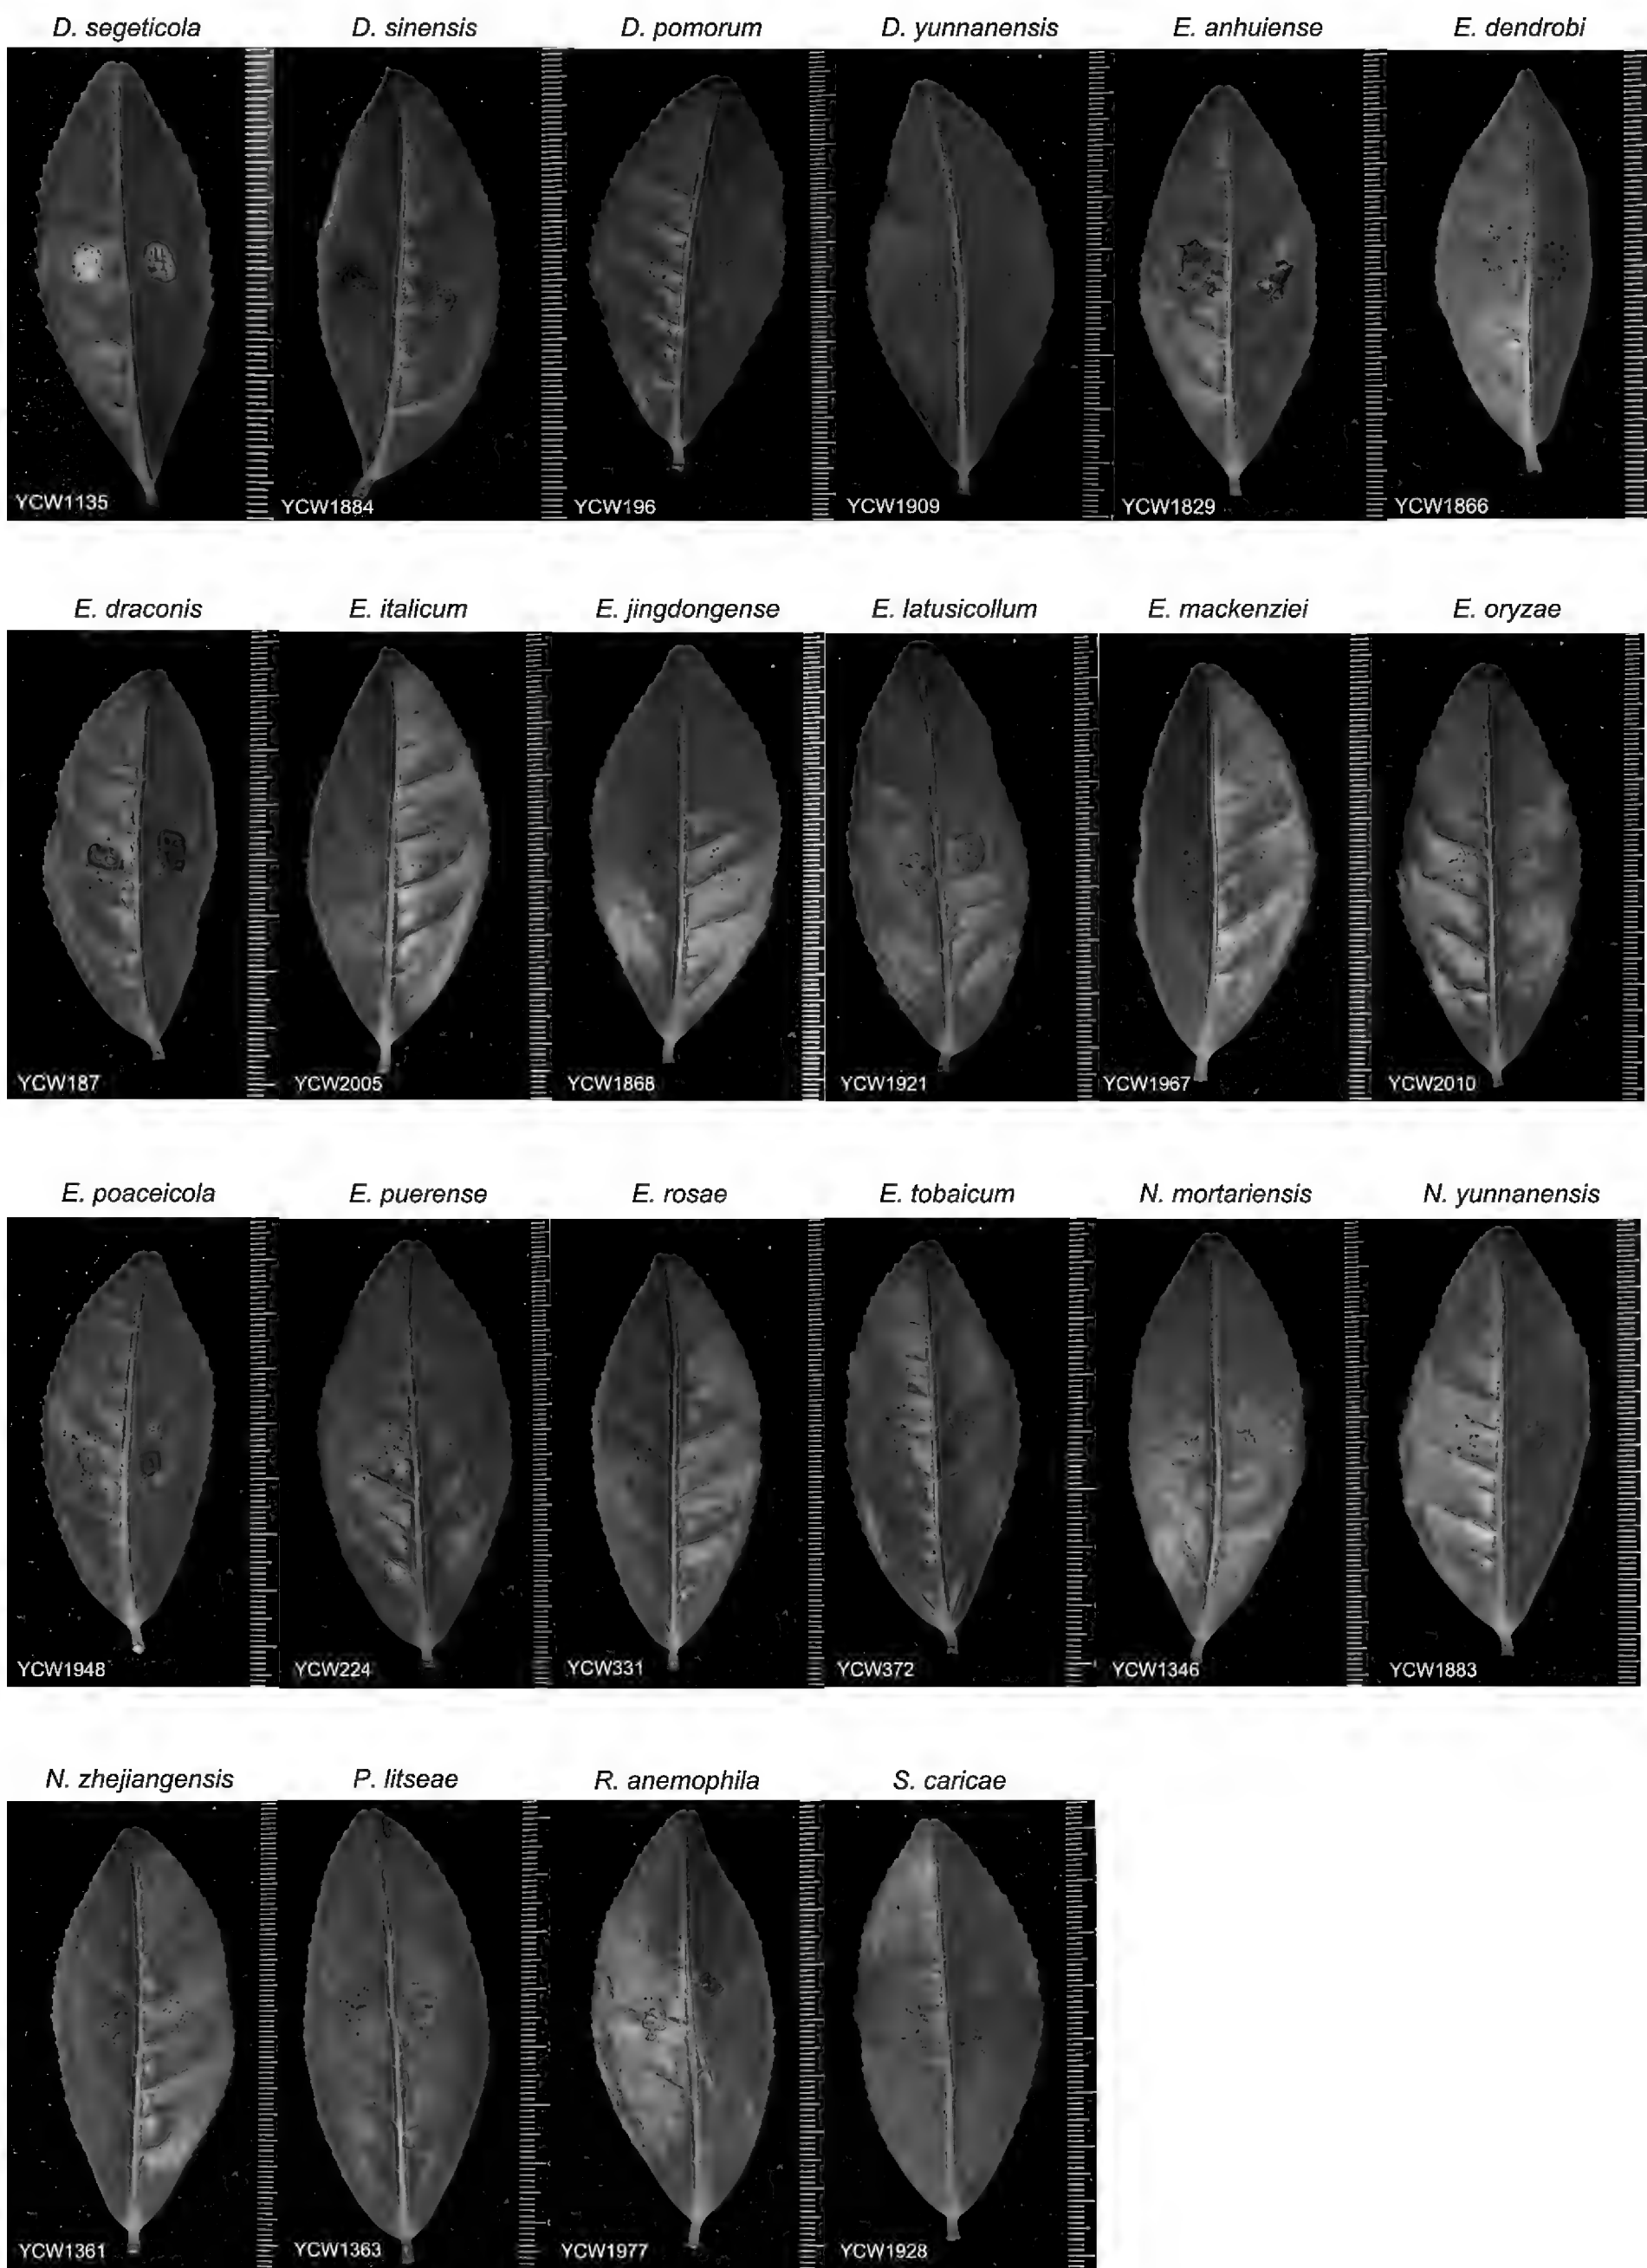 D. segeticola D. sinensis D. pomorum D. yunnanensis E. anhuiense E. dendrobi
YCW1135 YCW1884 YCW196 YCW1909 YCW1829 YCW1866
E. draconis E. italicum E. jingdongense E. latusicollum E. mackenziei E. oryzae
YCW187 YCW2005 YCW1868 YCW1921 YCW1967 YCW2010
E. poaceicola E. puerense E. rosae E. tobaicum N. mortariensis N. yunnanensis
YCW1948 YCW224 YCW331 YCW372 YCW1346 YCW1883
N. zhejiangensis P. litseae R. anemophila S. caricae
YCW1361 YCW1363 YCW1977 YCW1928